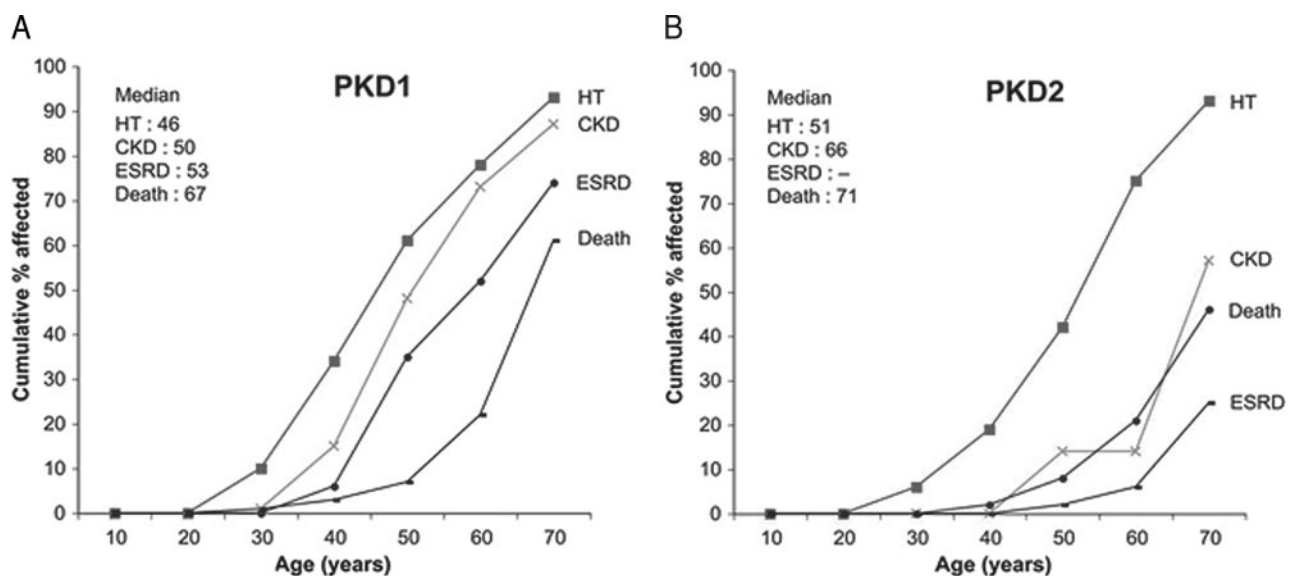 A
PKD1
Median
HT : 46
CKD : 50
ESRD : 53
Death : 67
HT
CKD
ESRD
Death
Cumulative % affected
100
90
80
70
60
50
40
30
20
10
0
10 20 30 40 50 60 70
Age (years)
B
PKD2
Median
HT : 51
CKD : 66
ESRD : –
Death : 71
HT
CKD
Death
ESRD
Cumulative % affected
100
90
80
70
60
50
40
30
20
10
0
10 20 30 40 50 60 70
Age (years)